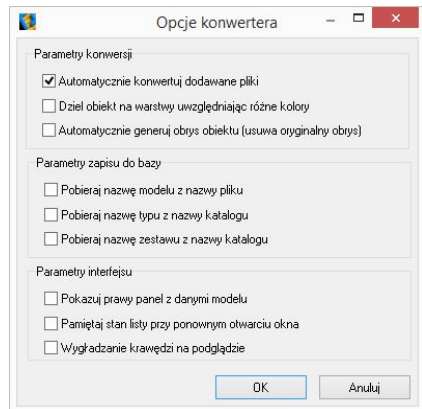 Opcje konwertera
Parametry konwersji
Automatycznie konwertuj dodawane pliki
Dziel obiekt na warstwy uwzględniając różne kolory
Automatycznie generuj obrys obiektu (usuwa oryginalny obrys)
Parametry zapisu do bazy
Pobieraj nazwę modelu z nazwy pliku
Pobieraj nazwę typu z nazwy katalogu
Pobieraj nazwę zestawu z nazwy katalogu
Parametry interfejsu
Pokazuj prawy panel z danymi modelu
Pamiętaj stan listy przy ponownym otwarciu okna
Wygładzanie krawędzi na podglądzie
OK Anuluj